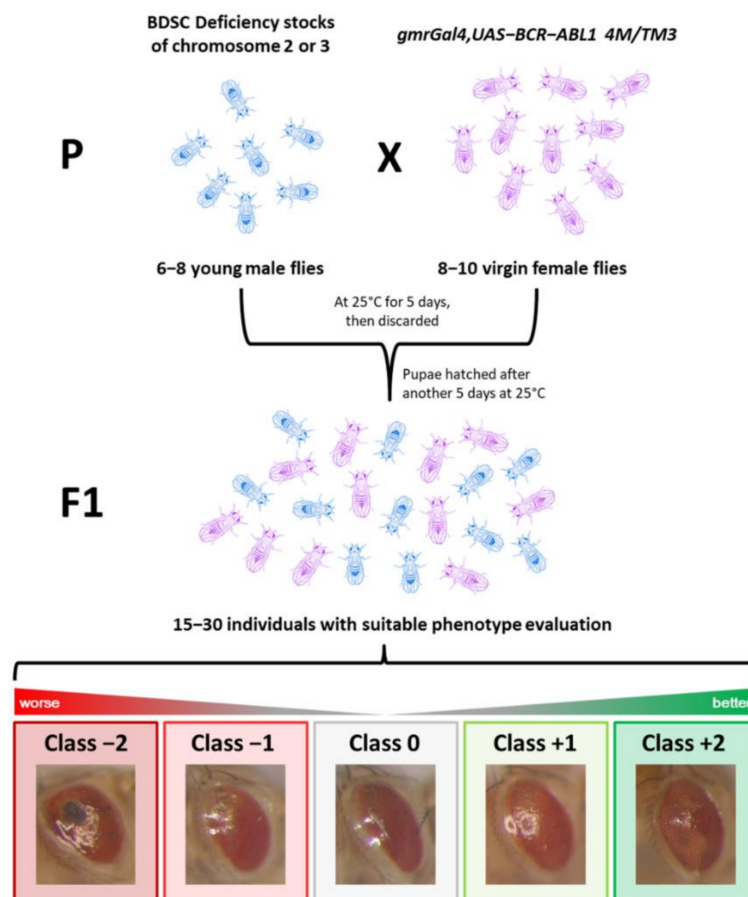 BDSC Deficiency stocks
of chromosome 2 or 3
gmrGal4,UAS−BCR−ABL1 4M/TM3
P
X
6−8 young male flies
8−10 virgin female flies
At 25°C for 5 days,
then discarded
Pupae hatched after
another 5 days at 25°C
F1
15−30 individuals with suitable phenotype evaluation
worse
better
Class −2
Class −1
Class 0
Class +1
Class +2